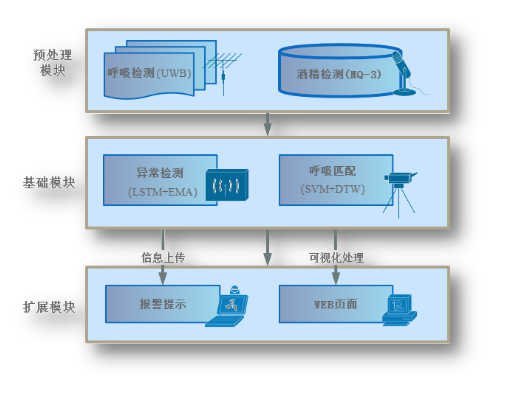 预处理
模块
呼吸检测(UWB)
酒精检测(MQ-3)
基础模块
异常检测
(LSTM+EMA)
呼吸匹配
(SVM+DTW)
信息上传
可视化处理
扩展模块
报警提示
WEB页面